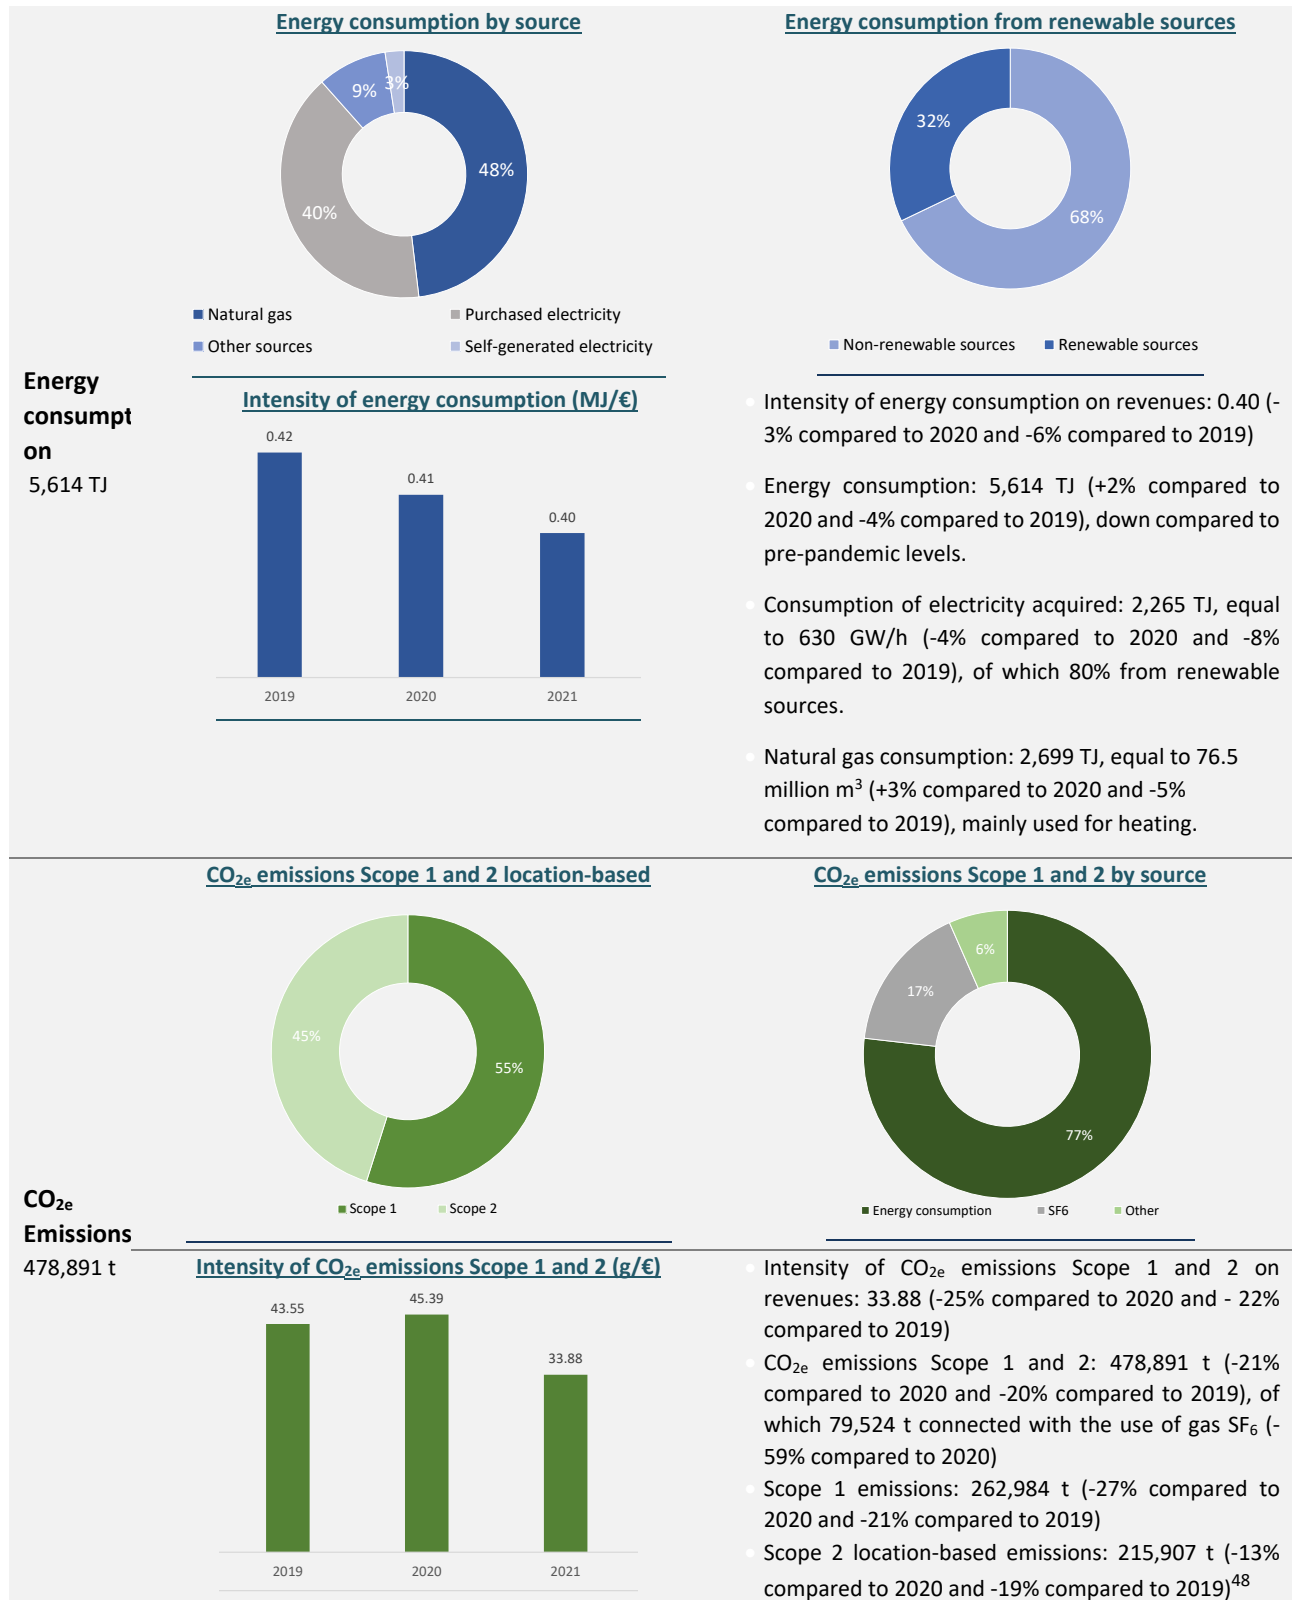 Energy consumption by source
3%
9%
48%
40%
Natural gas
Purchased electricity
Other sources
Self-generated electricity
Energy consumption from renewable sources
32%
68%
Non-renewable sources
Renewable sources
Energy
consumpt
on
5,614 TJ
Intensity of energy consumption (MJ/€)
0.42
0.41
0.40
2019
2020
2021
Intensity of energy consumption on revenues: 0.40 (-
3% compared to 2020 and -6% compared to 2019)
Energy consumption: 5,614 TJ (+2% compared to
2020 and -4% compared to 2019), down compared to
pre-pandemic levels.
Consumption of electricity acquired: 2,265 TJ, equal
to 630 GW/h (-4% compared to 2020 and -8%
compared to 2019), of which 80% from renewable
sources.
Natural gas consumption: 2,699 TJ, equal to 76.5
million m³ (+3% compared to 2020 and -5%
compared to 2019), mainly used for heating.
CO2e emissions Scope 1 and 2 location-based
45%
55%
Scope 1
Scope 2
CO2e emissions Scope 1 and 2 by source
6%
17%
77%
Energy consumption
SF6
Other
CO2e
Emissions
478,891 t
Intensity of CO2e emissions Scope 1 and 2 (g/€)
43.55
45.39
33.88
2019
2020
2021
Intensity of CO2e emissions Scope 1 and 2 on
revenues: 33.88 (-25% compared to 2020 and - 22%
compared to 2019)
CO2e emissions Scope 1 and 2: 478,891 t (-21%
compared to 2020 and -20% compared to 2019), of
which 79,524 t connected with the use of gas SF6 (-
59% compared to 2020)
Scope 1 emissions: 262,984 t (-27% compared to
2020 and -21% compared to 2019)
Scope 2 location-based emissions: 215,907 t (-13%
compared to 2020 and -19% compared to 2019)48